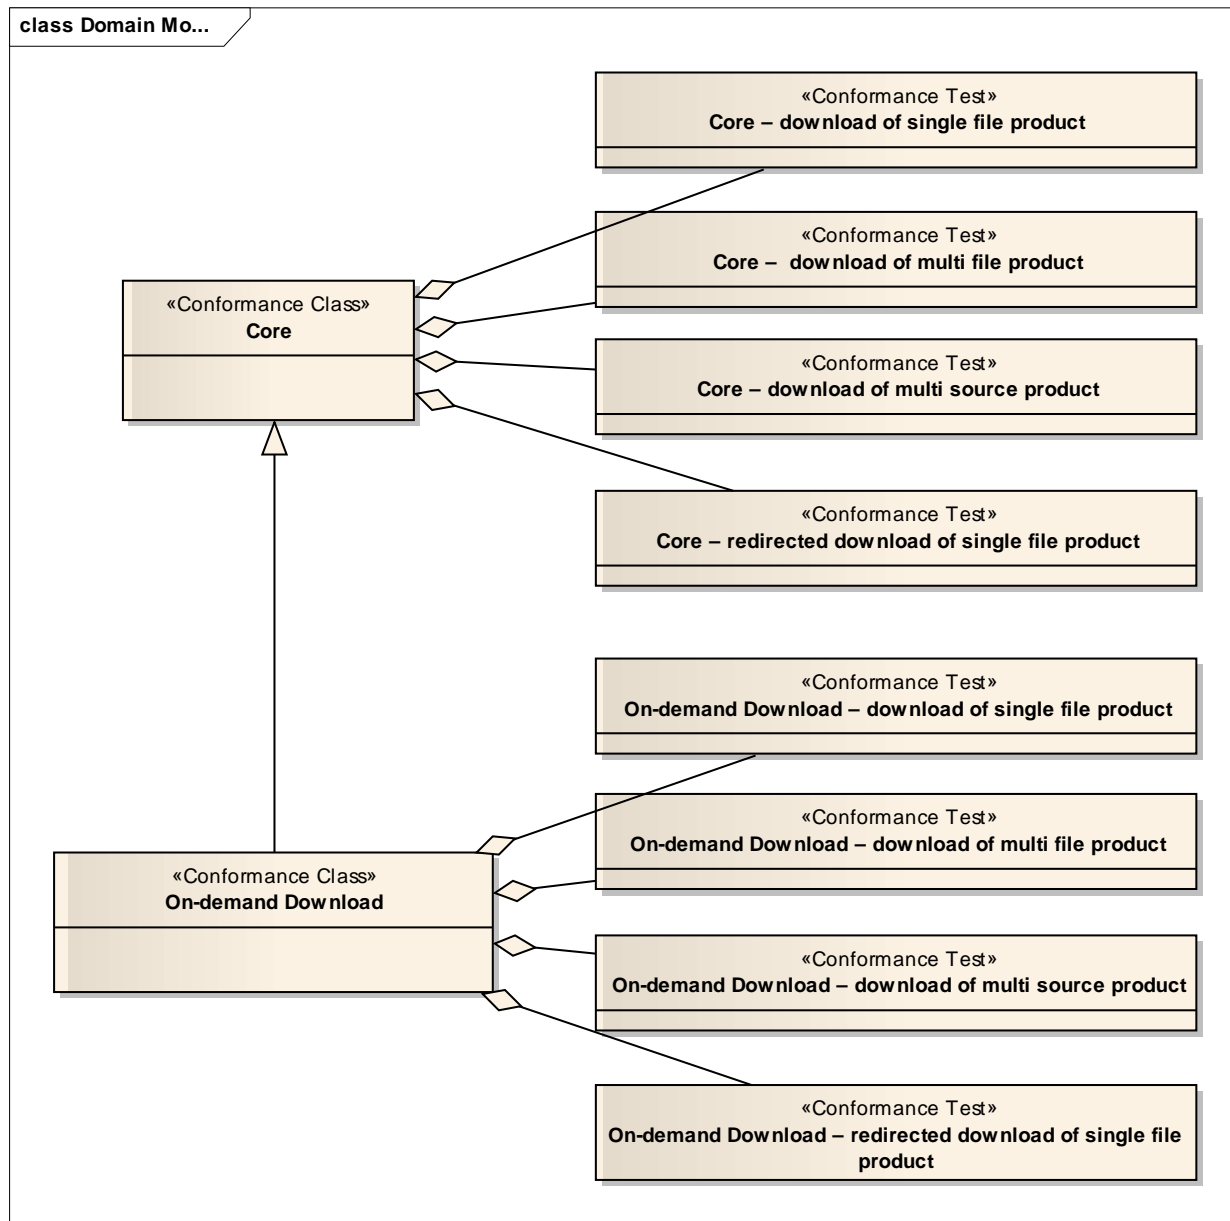 class Domain Mo...
«Conformance Test»
Core – download of single file product
«Conformance Test»
Core –  download of multi file product
«Conformance Class»
Core
«Conformance Test»
Core – download of multi source product
«Conformance Test»
Core – redirected download of single file product
«Conformance Test»
On-demand Download – download of single file product
«Conformance Test»
On-demand Download – download of multi file product
«Conformance Class»
On-demand Download
«Conformance Test»
On-demand Download – download of multi source product
«Conformance Test»
On-demand Download – redirected download of single file
product